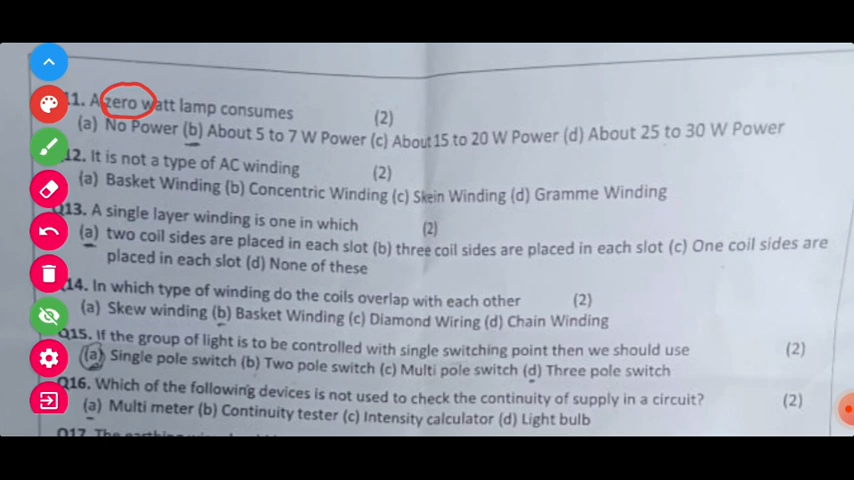 11. A zero watt lamp consumes (2)
(a) No Power (b) About 5 to 7 W Power (c) About 15 to 20 W Power (d) About 25 to 30 W Power
12. It is not a type of AC winding (2)
(a) Basket Winding (b) Concentric Winding (c) Skein Winding (d) Gramme Winding
Q13. A single layer winding is one in which (2)
(a) two coil sides are placed in each slot (b) three coil sides are placed in each slot (c) One coil sides are
placed in each slot (d) None of these
14. In which type of winding do the coils overlap with each other (2)
(a) Skew winding (b) Basket Winding (c) Diamond Wiring (d) Chain Winding
Q15. If the group of light is to be controlled with single switching point then we should use (2)
(a) Single pole switch (b) Two pole switch (c) Multi pole switch (d) Three pole switch
Q16. Which of the following devices is not used to check the continuity of supply in a circuit? (2)
(a) Multi meter (b) Continuity tester (c) Intensity calculator (d) Light bulb
Q17. The